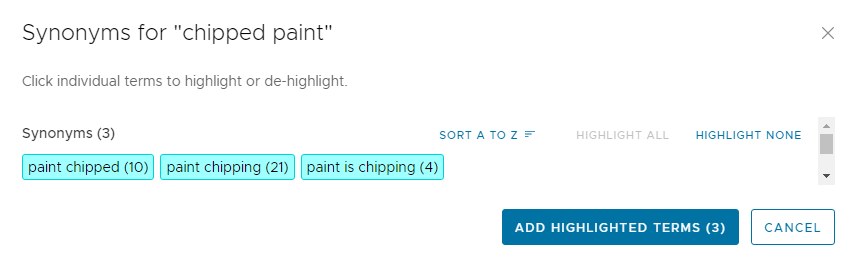 Synonyms for "chipped paint"
Click individual terms to highlight or de-highlight.
Synonyms (3) SORT A TO Z HIGHLIGHT ALL HIGHLIGHT NONE
paint chipped (10) paint chipping (21) paint is chipping (4)
ADD HIGHLIGHTED TERMS (3) CANCEL